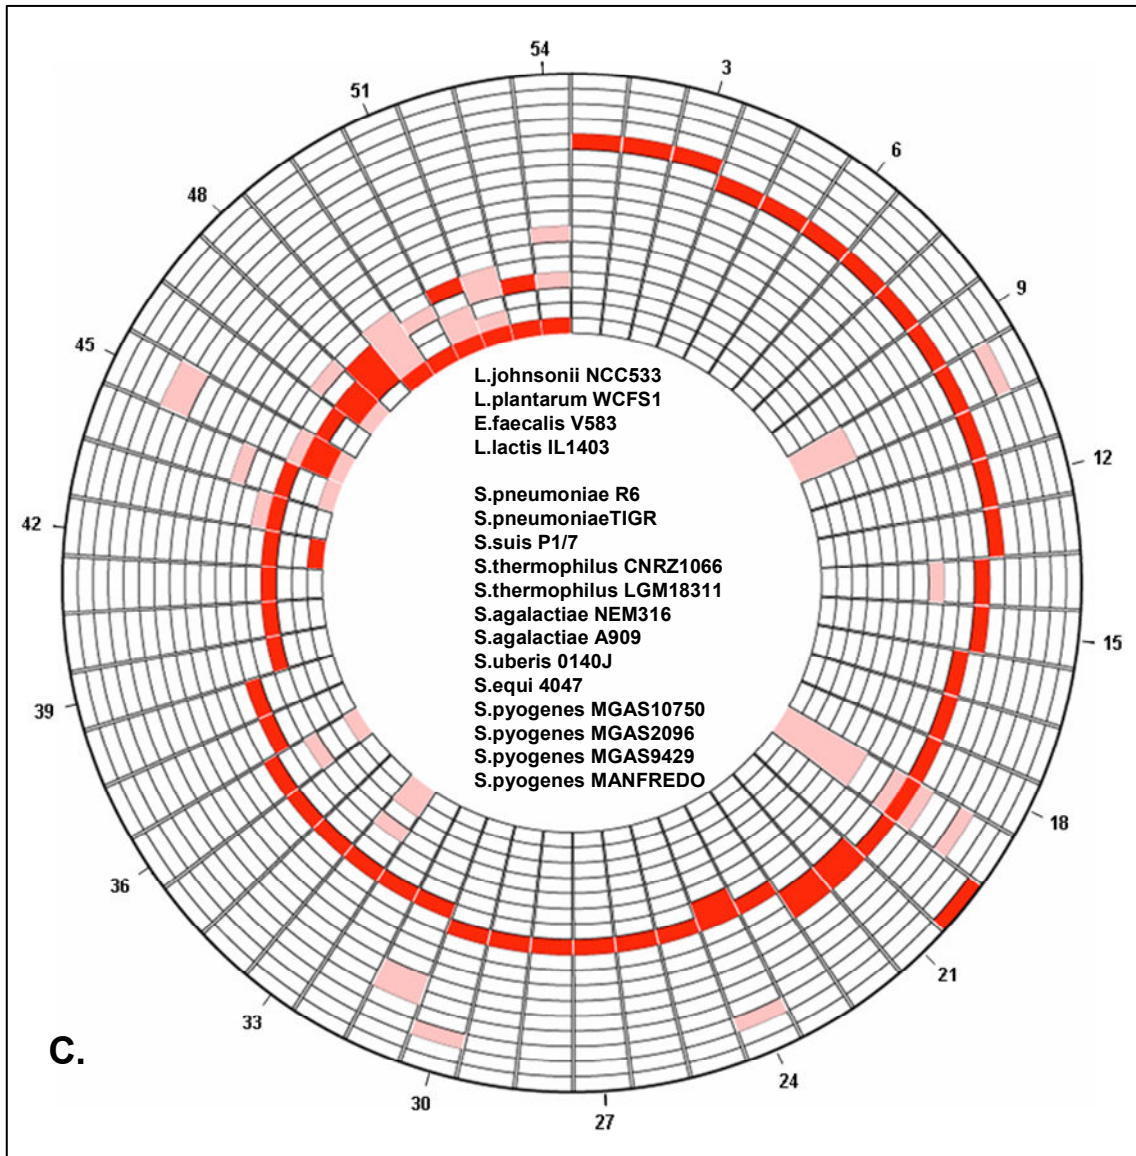 54
3
51
6
48
9
45
12
42
15
39
18
36
21
33
24
30
27
L.johnsonii NCC533
L.plantarum WCFS1
E.faecalis V583
L.lactis IL1403
S.pneumoniae R6
S.pneumoniaeTIGR
S.suis P1/7
S.thermophilus CNRZ1066
S.thermophilus LGM18311
S.agalactiae NEM316
S.agalactiae A909
S.uberis 0140J
S.equi 4047
S.pyogenes MGAS10750
S.pyogenes MGAS2096
S.pyogenes MGAS9429
S.pyogenes MANFREDO
C.